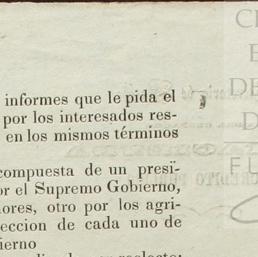 informes que le pida el
por los interesados res-
en los mismos términos
compuesta de un presi-
or el Supremo Gobierno,
ores, otro por los agri-
eccion de cada uno de
ierno